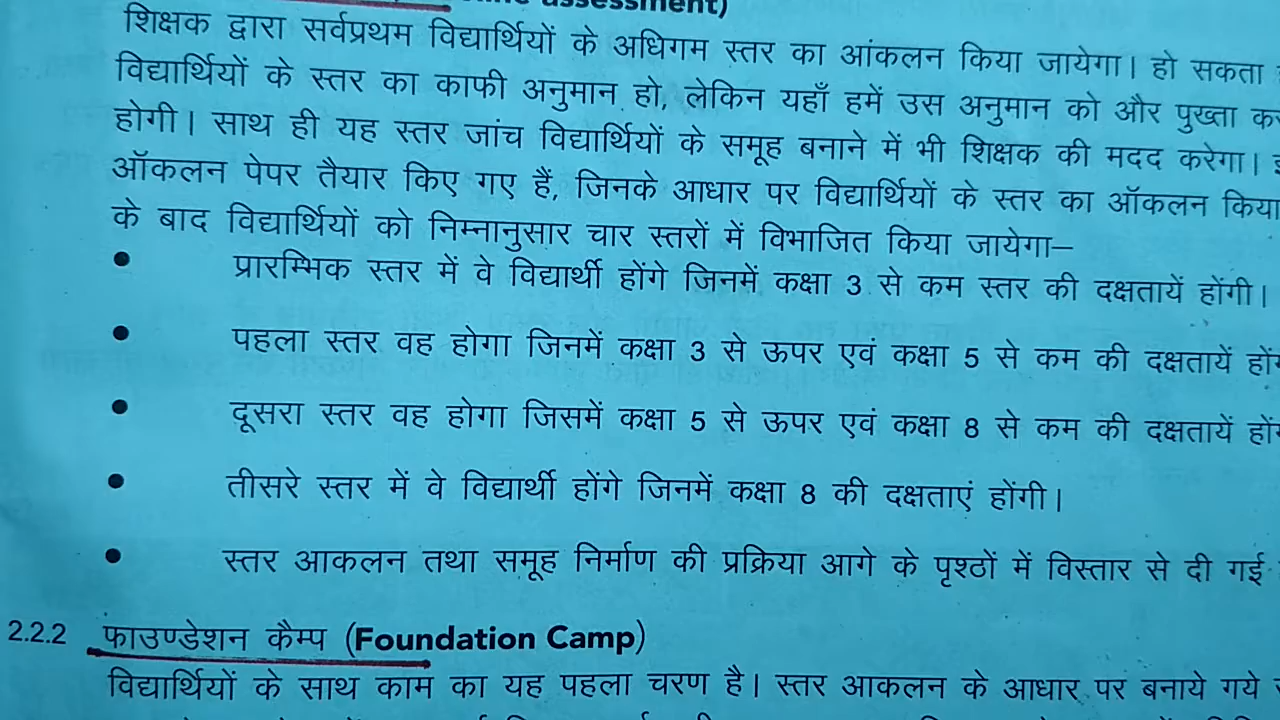 assessment)
शिक्षक द्वारा सर्वप्रथम विद्यार्थियों के अधिगम स्तर का आंकलन किया जायेगा। हो सकता
विद्यार्थियों के स्तर का काफी अनुमान हो, लेकिन यहाँ हमें उस अनुमान को और पुख्ता
होगी। साथ ही यह स्तर जांच विद्यार्थियों के समूह बनाने में भी शिक्षक की मदद करेगा।
ऑकलन पेपर तैयार किए गए हैं, जिनके आधार पर विद्यार्थियों के स्तर का ऑकलन किया
के बाद विद्यार्थियों को निम्नानुसार चार स्तरों में विभाजित किया जायेगा–
• प्रारम्भिक स्तर में वे विद्यार्थी होंगे जिनमें कक्षा 3 से कम स्तर की दक्षतायें होंगी।
• पहला स्तर वह होगा जिनमें कक्षा 3 से ऊपर एवं कक्षा 5 से कम की दक्षतायें
• दूसरा स्तर वह होगा जिसमें कक्षा 5 से ऊपर एवं कक्षा 8 से कम की दक्षतायें
• तीसरे स्तर में वे विद्यार्थी होंगे जिनमें कक्षा 8 की दक्षताएं होंगी।
• स्तर आकलन तथा समूह निर्माण की प्रक्रिया आगे के पृश्ठों में विस्तार से दी गई
2.2.2 फाउण्डेशन कैम्प (Foundation Camp)
विद्यार्थियों के साथ काम का यह पहला चरण है। स्तर आकलन के आधार पर बनाये गये